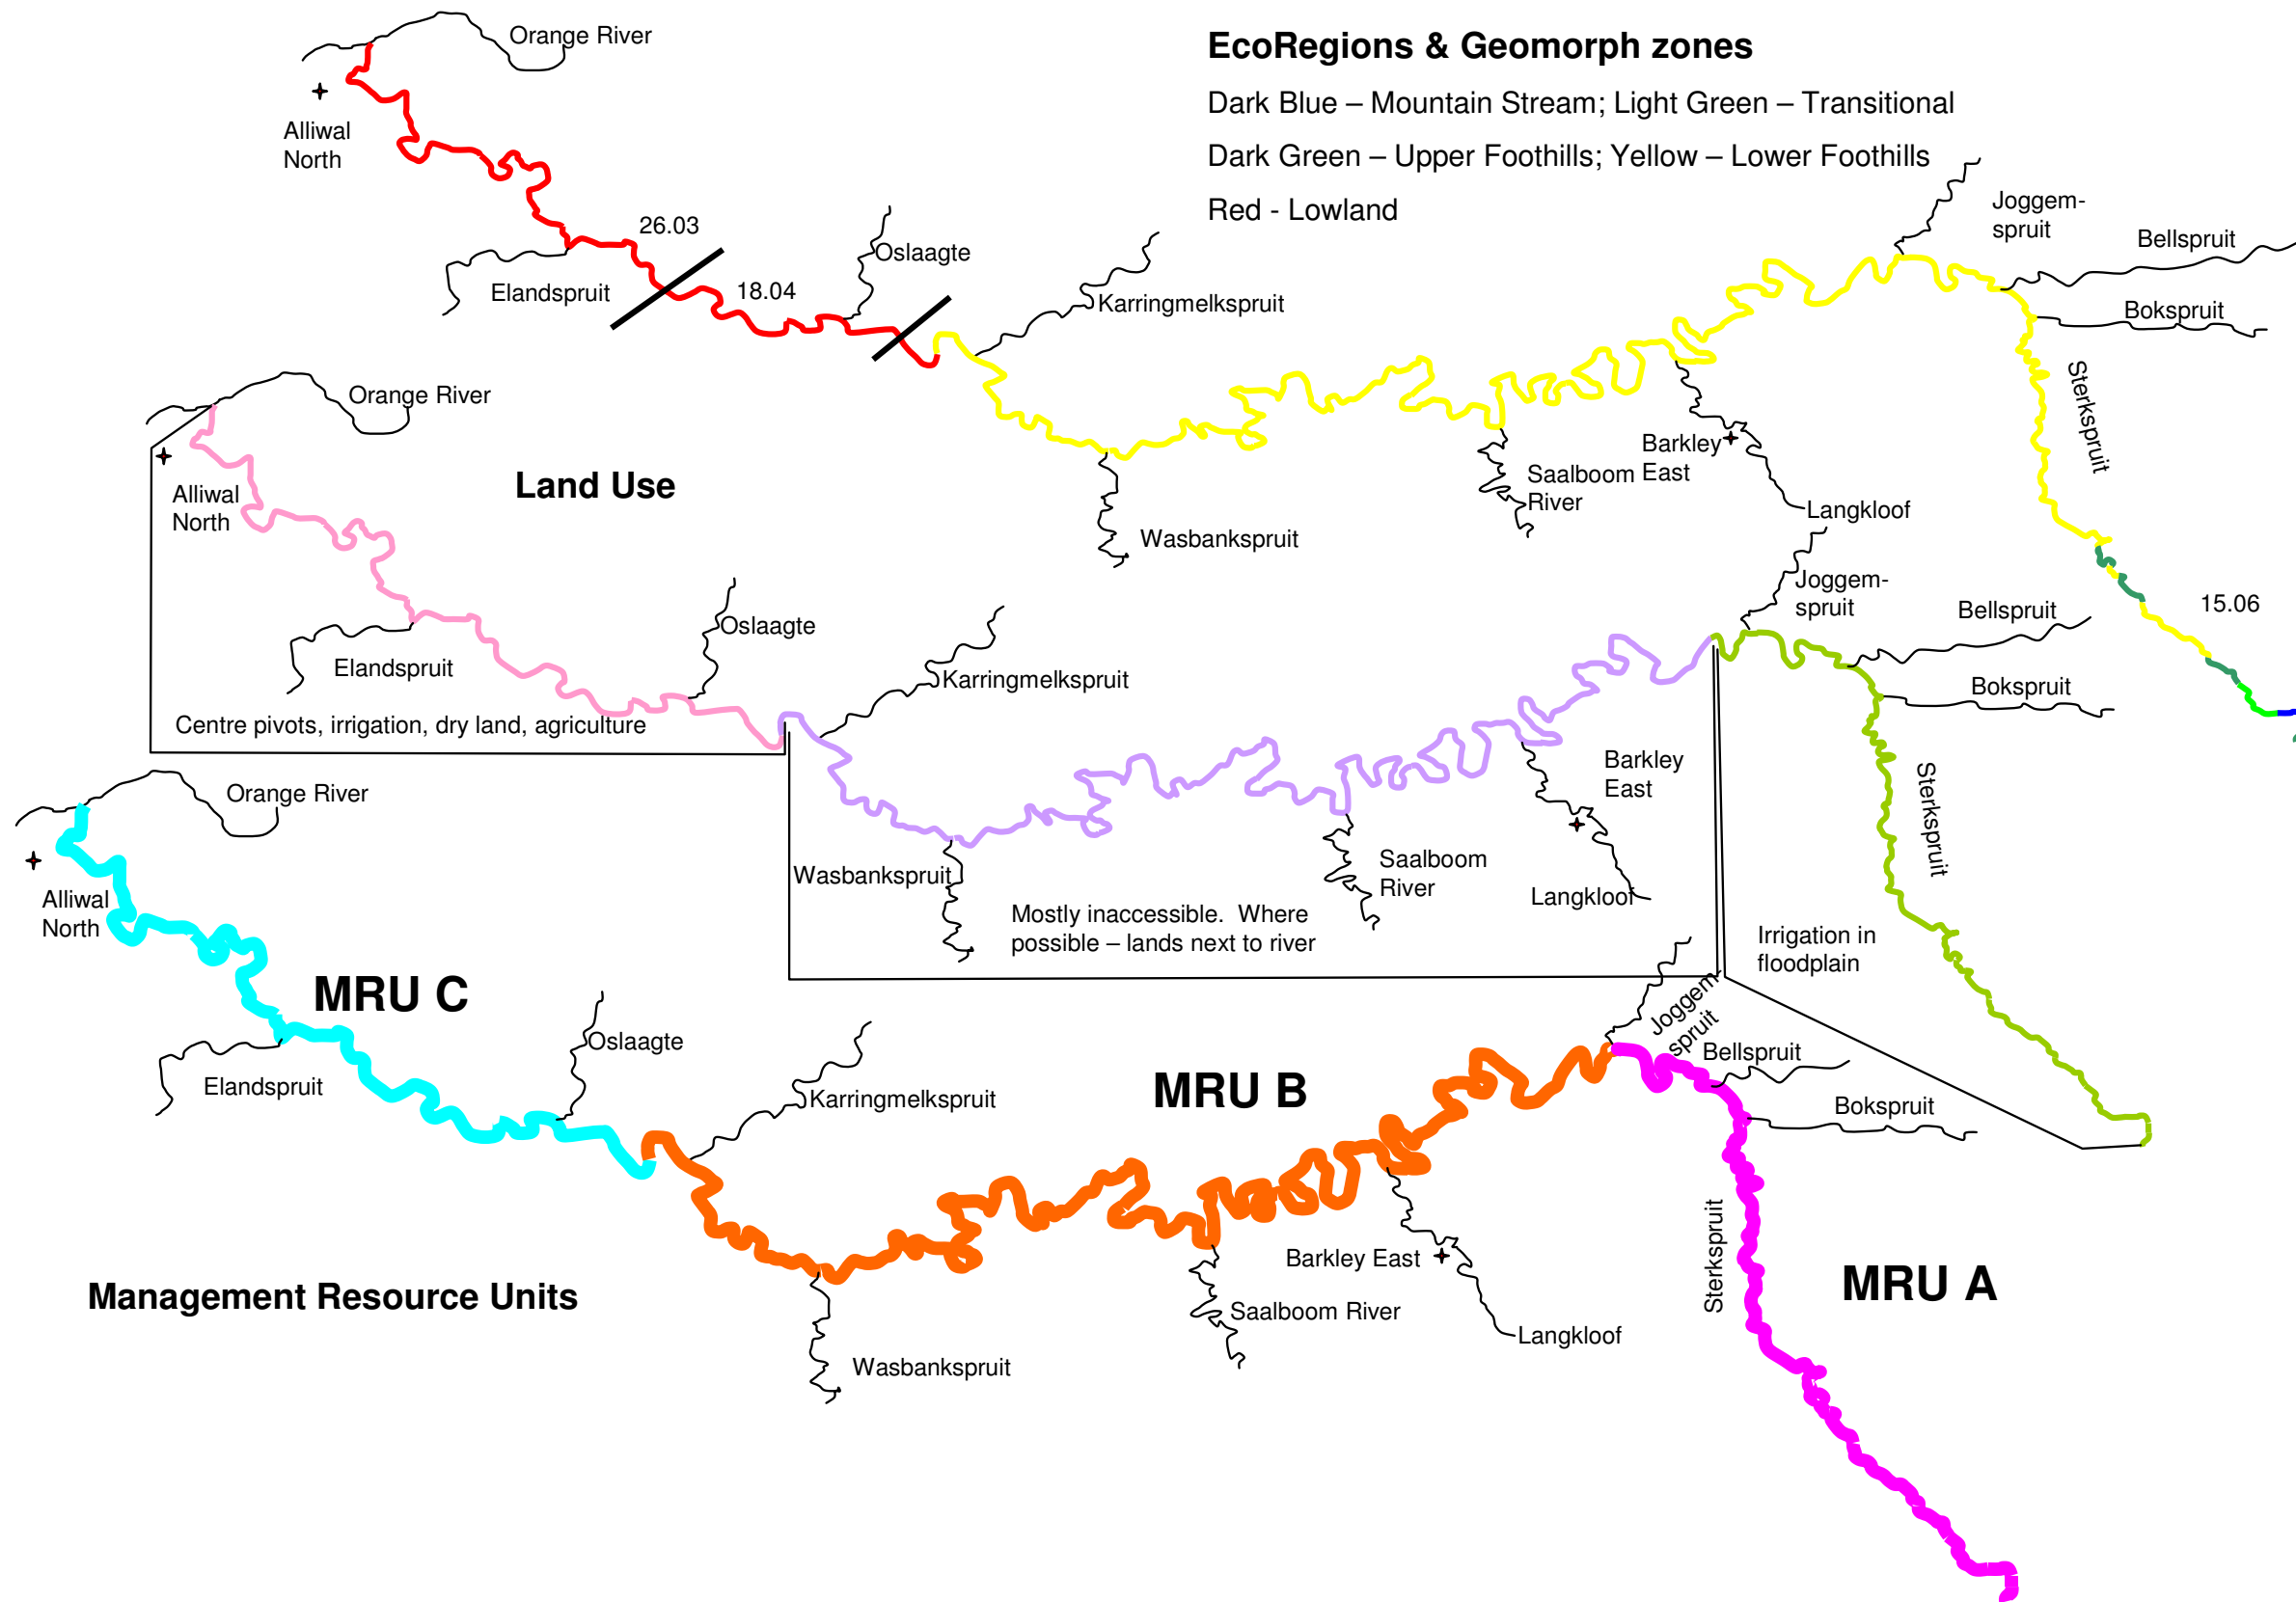 EcoRegions & Geomorph zones
Dark Blue – Mountain Stream; Light Green – Transitional
Dark Green – Upper Foothills; Yellow – Lower Foothills
Red - Lowland
Orange River
Alliwal
North
26.03
Elandspruit
18.04
Oslaagte
Karringmelkspruit
Wasbankspruit
Saalboom
River
Barkley
East
Langkloof
Joggem-
spruit
Bellspruit
Bokspruit
Sterkspruit
15.06
Land Use
Orange River
Alliwal
North
Elandspruit
Oslaagte
Karringmelkspruit
Centre pivots, irrigation, dry land, agriculture
Wasbankspruit
Mostly inaccessible. Where
possible – lands next to river
Saalboom
River
Barkley
East
Langkloof
Joggem-
spruit
Bellspruit
Bokspruit
Sterkspruit
Irrigation in
floodplain
Orange River
Alliwal
North
MRU C
Elandspruit
Oslaagte
Karringmelkspruit
MRU B
Joggem-
spruit
Bellspruit
Bokspruit
Sterkspruit
MRU A
Barkley East
Saalboom River
Langkloof
Wasbankspruit
Management Resource Units